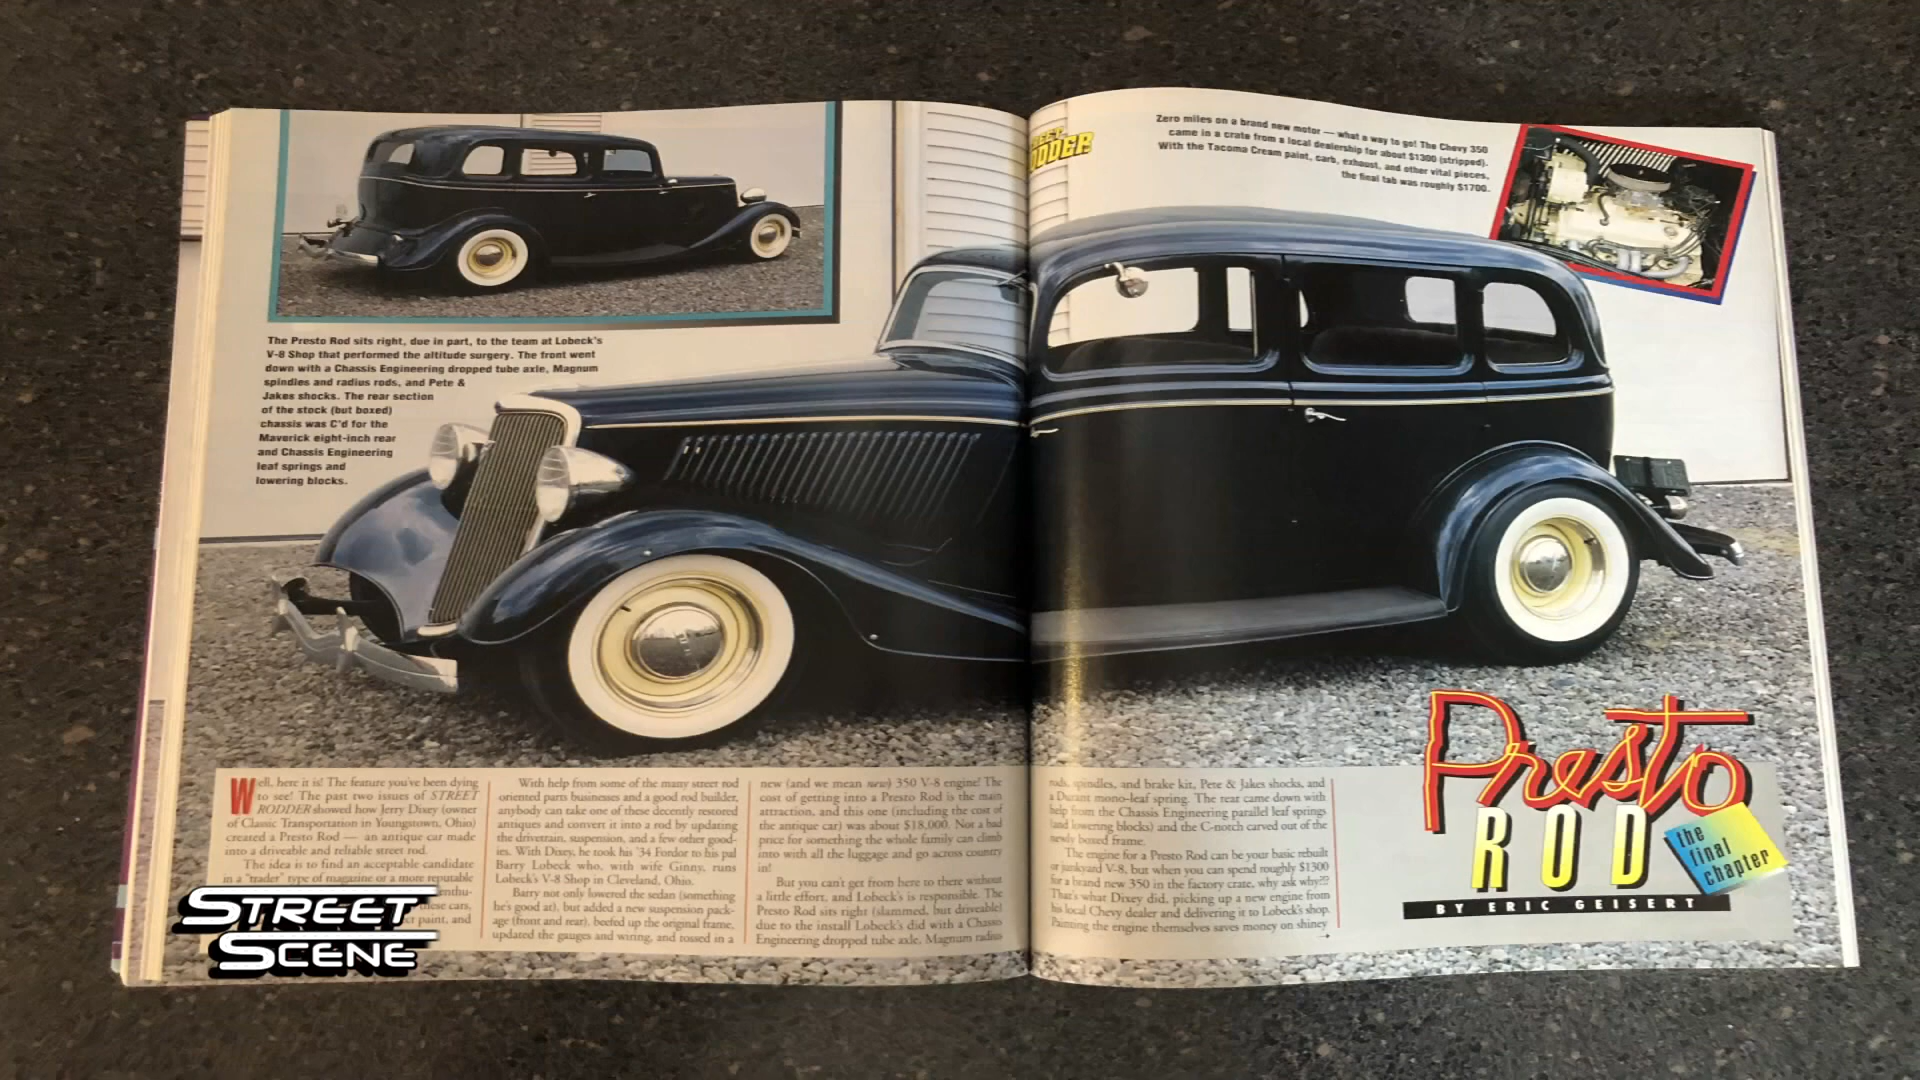 REET
RODDER
Zero miles on a brand new motor — what a way to go! The Chevy 350
came in a crate from a local dealership for about $1300 (stripped).
With the Tacoma Cream paint, carb, exhaust, and other vital pieces,
the final tab was roughly $1700.
The Presto Rod sits right, due in part, to the team at Lobeck's
V-8 Shop that performed the altitude surgery. The front went
down with a Chassis Engineering dropped tube axle, Magnum
spindles and radius rods, and Pete &
Jakes shocks. The rear section
of the stock (but boxed)
chassis was C'd for the
Maverick eight-inch rear
and Chassis Engineering
leaf springs and
lowering blocks.
Presto
ROD
the
final
chapter
BY ERIC GEISERT
Well, here it is! The feature you've been dying
to see! The past two issues of STREET
RODDER showed how Jerry Dixey (owner
of Classic Transportation in Youngstown, Ohio)
created a Presto Rod — an antique car made
into a driveable and reliable street rod.
The idea is to find an acceptable candidate
in a "trader" type of magazine or a more reputable
enthu-
these cars,
paint, and
With help from some of the many street rod
oriented parts businesses and a good rod builder,
anybody can take one of these decently restored
antiques and convert it into a rod by updating
the drivetrain, suspension, and a few other good-
ies. With Dixey, he took his '34 Fordor to his pal
Barry Lobeck who, with wife Ginny, runs
Lobeck's V-8 Shop in Cleveland, Ohio.
Barry not only lowered the sedan (something
he's good at), but added a new suspension pack-
age (front and rear), beefed up the original frame,
updated the gauges and wiring, and tossed in a
new (and we mean new) 350 V-8 engine! The
cost of getting into a Presto Rod is the main
attraction, and this one (including the cost of
the antique car) was about $18,000. Not a bad
price for something the whole family can climb
into with all the luggage and go across country
in!
But you can't get from here to there without
a little effort, and Lobeck's is responsible. The
Presto Rod sits right (slammed, but driveable)
due to the install Lobeck's did with a Chassis
Engineering dropped tube axle, Magnum radius
rods, spindles, and brake kit, Pete & Jakes shocks, and
a Durant mono-leaf spring. The rear came down with
help from the Chassis Engineering parallel leaf springs
(and lowering blocks) and the C-notch carved out of the
newly boxed frame.
The engine for a Presto Rod can be your basic rebuilt
or junkyard V-8, but when you can spend roughly $1300
for a brand new 350 in the factory crate, why ask why??
That's what Dixey did, picking up a new engine from
his local Chevy dealer and delivering it to Lobeck's shop.
Painting the engine themselves saves money on shiney
STREET
SCENE